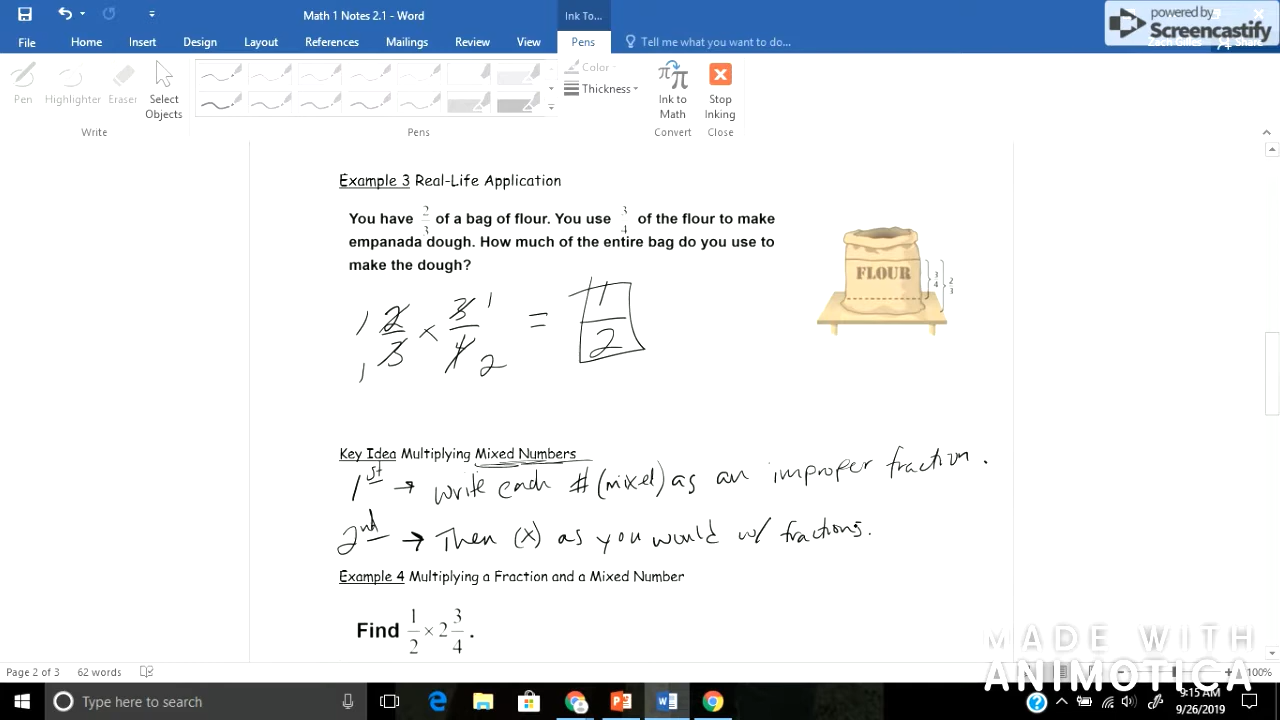 Math 1 Notes 2.1 - Word
Ink To...
powered by
Screencastify
File Home Insert Design Layout References Mailings Review View Pens Tell me what you want to do...
Share
Pen Highlighter Eraser Select Objects
Color
Thickness
Ink to Math
Stop Inking
Write Pens Convert Close
Example 3 Real-Life Application
You have 2/3 of a bag of flour. You use 3/4 of the flour to make
empanada dough. How much of the entire bag do you use to
make the dough?
FLOUR 3/4 2/3
1 2/3 × 3/4 1 = 1/2
1 2
Key Idea Multiplying Mixed Numbers
1st → write each # (mixed) as an improper fraction.
2nd → Then (x) as you would w/ fractions.
Example 4 Multiplying a Fraction and a Mixed Number
Find 1/2 × 2 3/4 .
MADE WITH
ANIMOTICA
Page 2 of 3 62 words 100%
Type here to search
9:15 AM
9/26/2019